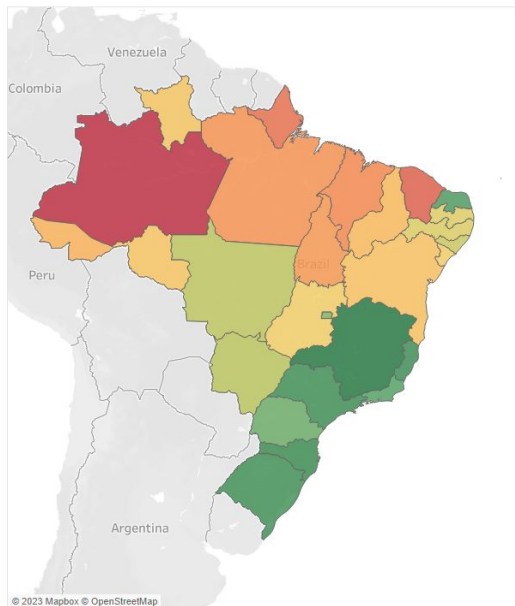 Venezuela
Colombia
Brazil
Peru
Argentina
© 2023 Mapbox © OpenStreetMap